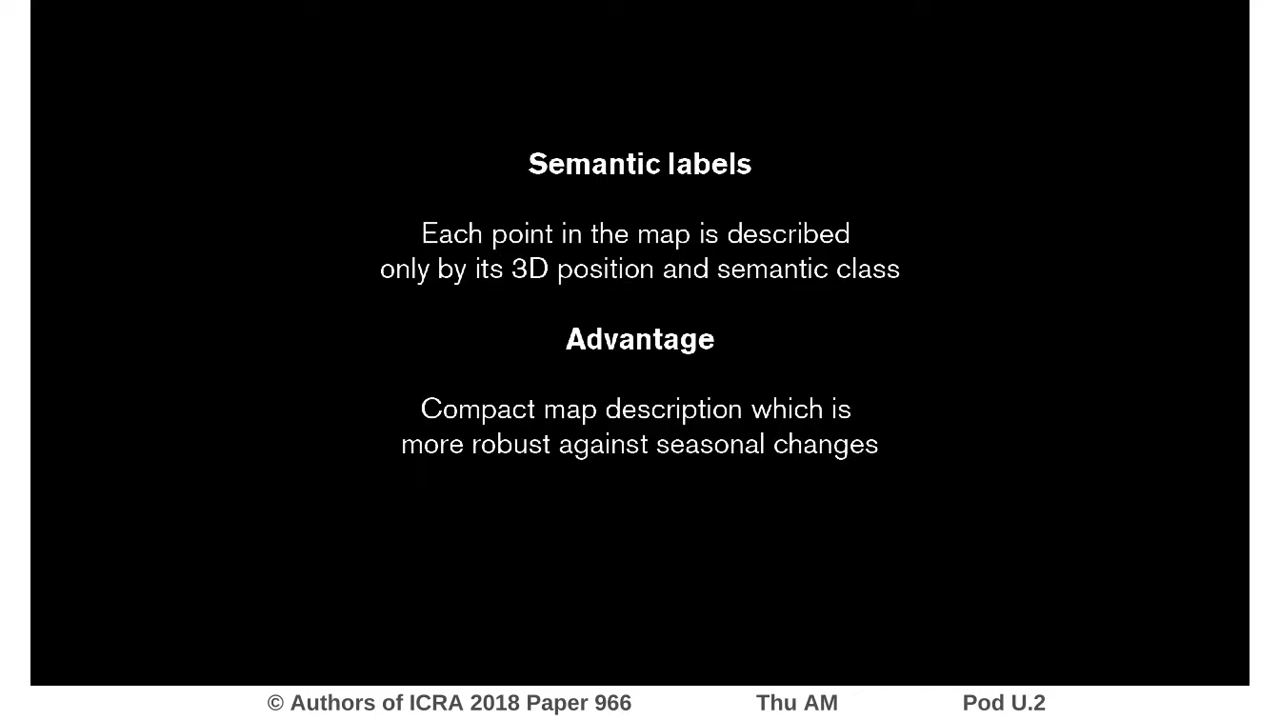 Semantic labels
Each point in the map is described
only by its 3D position and semantic class
Advantage
Compact map description which is
more robust against seasonal changes
© Authors of ICRA 2018 Paper 966 Thu AM Pod U.2